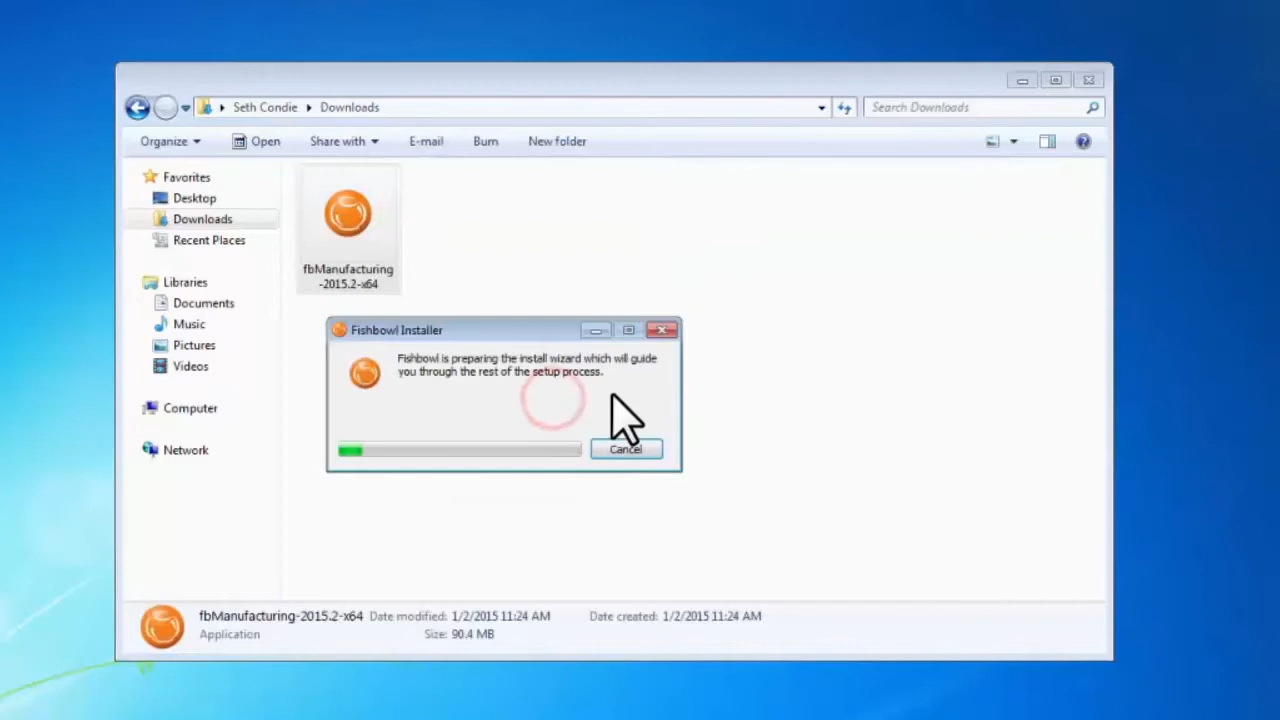 Seth Condie Downloads Search Downloads
Organize Open Share with E-mail Burn New folder
Favorites
Desktop
Downloads
Recent Places
Libraries
Documents
Music
Pictures
Videos
Computer
Network
fbManufacturing
-2015.2-x64
Fishbowl Installer
Fishbowl is preparing the install wizard which will guide
you through the rest of the setup process.
Cancel
fbManufacturing-2015.2-x64 Date modified: 1/2/2015 11:24 AM Date created: 1/2/2015 11:24 AM
Application Size: 90.4 MB